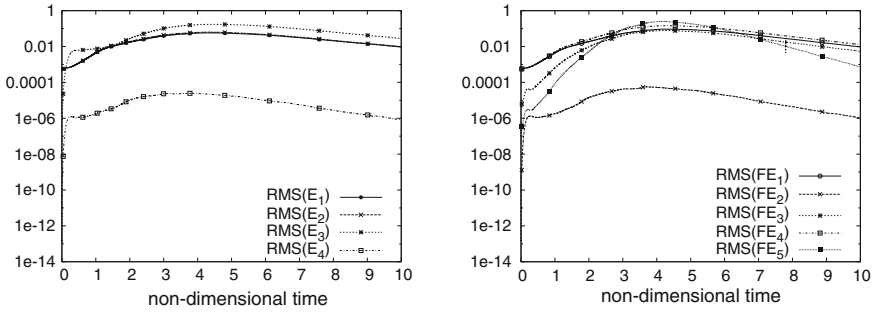 1
0.01
0.0001
1e-06
1e-08
1e-10
1e-12
1e-14
0 1 2 3 4 5 6 7 8 9 10
non-dimensional time
RMS(E1)
RMS(E2)
RMS(E3)
RMS(E4)
1
0.01
0.0001
1e-06
1e-08
1e-10
1e-12
1e-14
0 1 2 3 4 5 6 7 8 9 10
non-dimensional time
RMS(FE1)
RMS(FE2)
RMS(FE3)
RMS(FE4)
RMS(FE5)